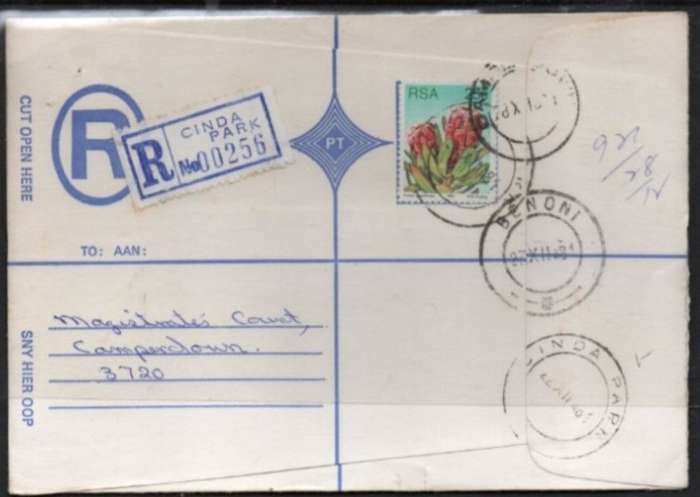 CUT OPEN HERE
R
R No00256
CINDA
PARK
PT
RSA
BENONI
CINDA PARK
TO: AAN:
Magistrate's Court,
Camperdown.
3720
SNY HIER OOP